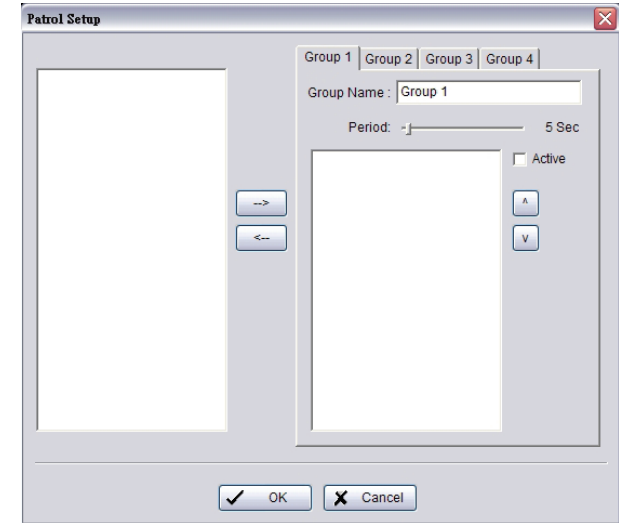 Patrol Setup
Group 1 Group 2 Group 3 Group 4
Group Name : Group 1
Period: 5 Sec
Active
-->
^
<--
v
OK Cancel